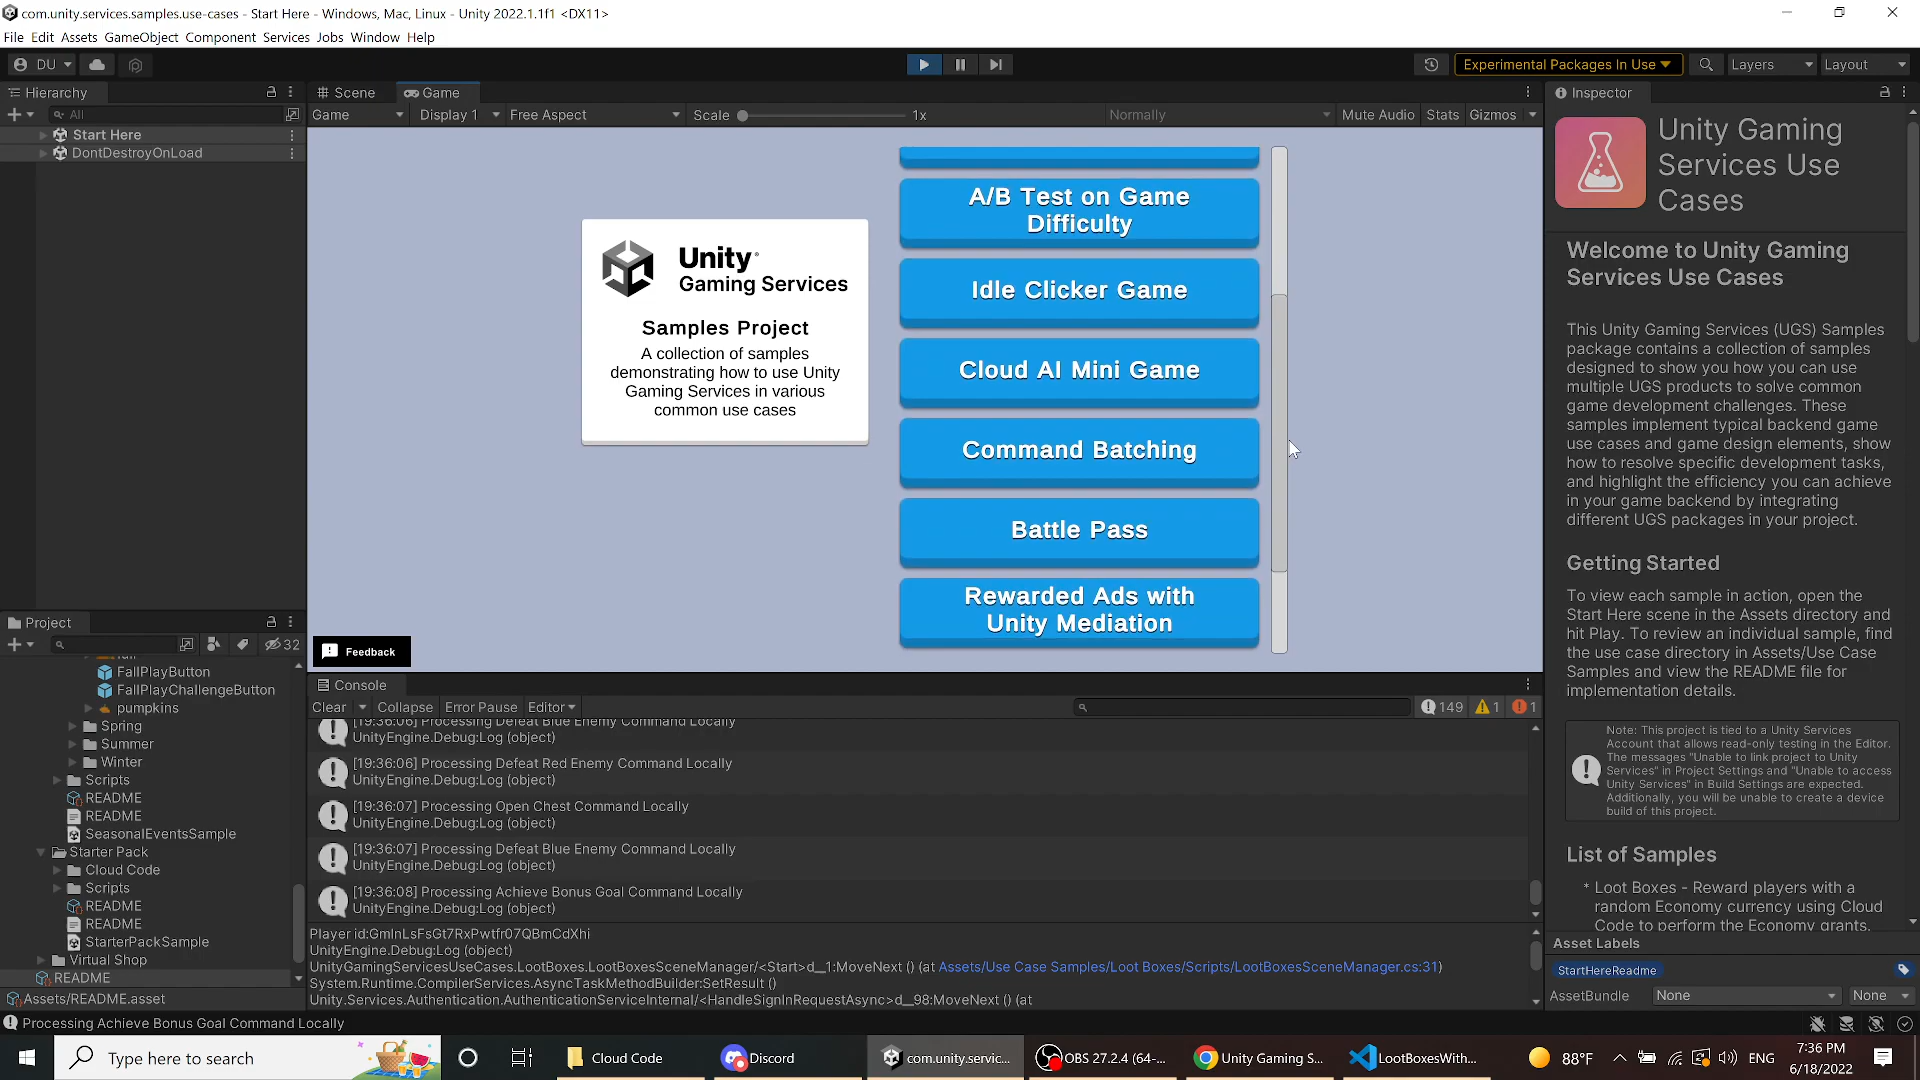 com.unity.services.samples.use-cases - Start Here - Windows, Mac, Linux - Unity 2022.1.1f1 <DX11>
File Edit Assets GameObject Component Services Jobs Window Help
DU
Experimental Packages In Use
Layers
Layout
Hierarchy
All
Start Here
DontDestroyOnLoad
Scene
Game
Game
Display 1
Free Aspect
Scale
1x
Normally
Mute Audio
Stats
Gizmos
Unity
Gaming Services
Samples Project
A collection of samples
demonstrating how to use Unity
Gaming Services in various
common use cases
A/B Test on Game
Difficulty
Idle Clicker Game
Cloud AI Mini Game
Command Batching
Battle Pass
Rewarded Ads with
Unity Mediation
Feedback
Inspector
Unity Gaming
Services Use
Cases
Welcome to Unity Gaming
Services Use Cases
This Unity Gaming Services (UGS) Samples
package contains a collection of samples
designed to show you how you can use
multiple UGS products to solve common
game development challenges. These
samples implement typical backend game
use cases and game design elements, show
how to resolve specific development tasks,
and highlight the efficiency you can achieve
in your game backend by integrating
different UGS packages in your project.
Getting Started
To view each sample in action, open the
Start Here scene in the Assets directory and
hit Play. To review an individual sample, find
the use case directory in Assets/Use Case
Samples and view the README file for
implementation details.
Note: This project is tied to a Unity Services
Account that allows read-only testing in the Editor.
The messages "Unable to link project to Unity
Services" in Project Settings and "Unable to access
Unity Services" in Build Settings are expected.
Additionally, you will be unable to create a device
build of this project.
List of Samples
* Loot Boxes - Reward players with a
random Economy currency using Cloud
Code to perform the Economy grants.
Asset Labels
StartHereReadme
AssetBundle
None
None
Project
32
FallPlayButton
FallPlayChallengeButton
pumpkins
Spring
Summer
Winter
Scripts
README
README
SeasonalEventsSample
Starter Pack
Cloud Code
Scripts
README
README
StarterPackSample
Virtual Shop
README
Assets/README.asset
Console
Clear
Collapse
Error Pause
Editor
149
1
1
[19:36:06] Processing Defeat Blue Enemy Command Locally
UnityEngine.Debug:Log (object)
[19:36:06] Processing Defeat Red Enemy Command Locally
UnityEngine.Debug:Log (object)
[19:36:07] Processing Open Chest Command Locally
UnityEngine.Debug:Log (object)
[19:36:07] Processing Defeat Blue Enemy Command Locally
UnityEngine.Debug:Log (object)
[19:36:08] Processing Achieve Bonus Goal Command Locally
UnityEngine.Debug:Log (object)
Player id:GmlnLsFsGt7RxPwtfr07QBmCdXhi
UnityEngine.Debug:Log (object)
UnityGamingServicesUseCases.LootBoxes.LootBoxesSceneManager/<Start>d__1:MoveNext () (at Assets/Use Case Samples/Loot Boxes/Scripts/LootBoxesSceneManager.cs:31)
System.Runtime.CompilerServices.AsyncTaskMethodBuilder:SetResult ()
Unity.Services.Authentication.AuthenticationServiceInternal/<HandleSignInRequestAsync>d__98:MoveNext () (at
Processing Achieve Bonus Goal Command Locally
Type here to search
Cloud Code
Discord
com.unity.servic...
OBS 27.2.4 (64-...
Unity Gaming S...
LootBoxesWith...
88°F
ENG
7:36 PM
6/18/2022